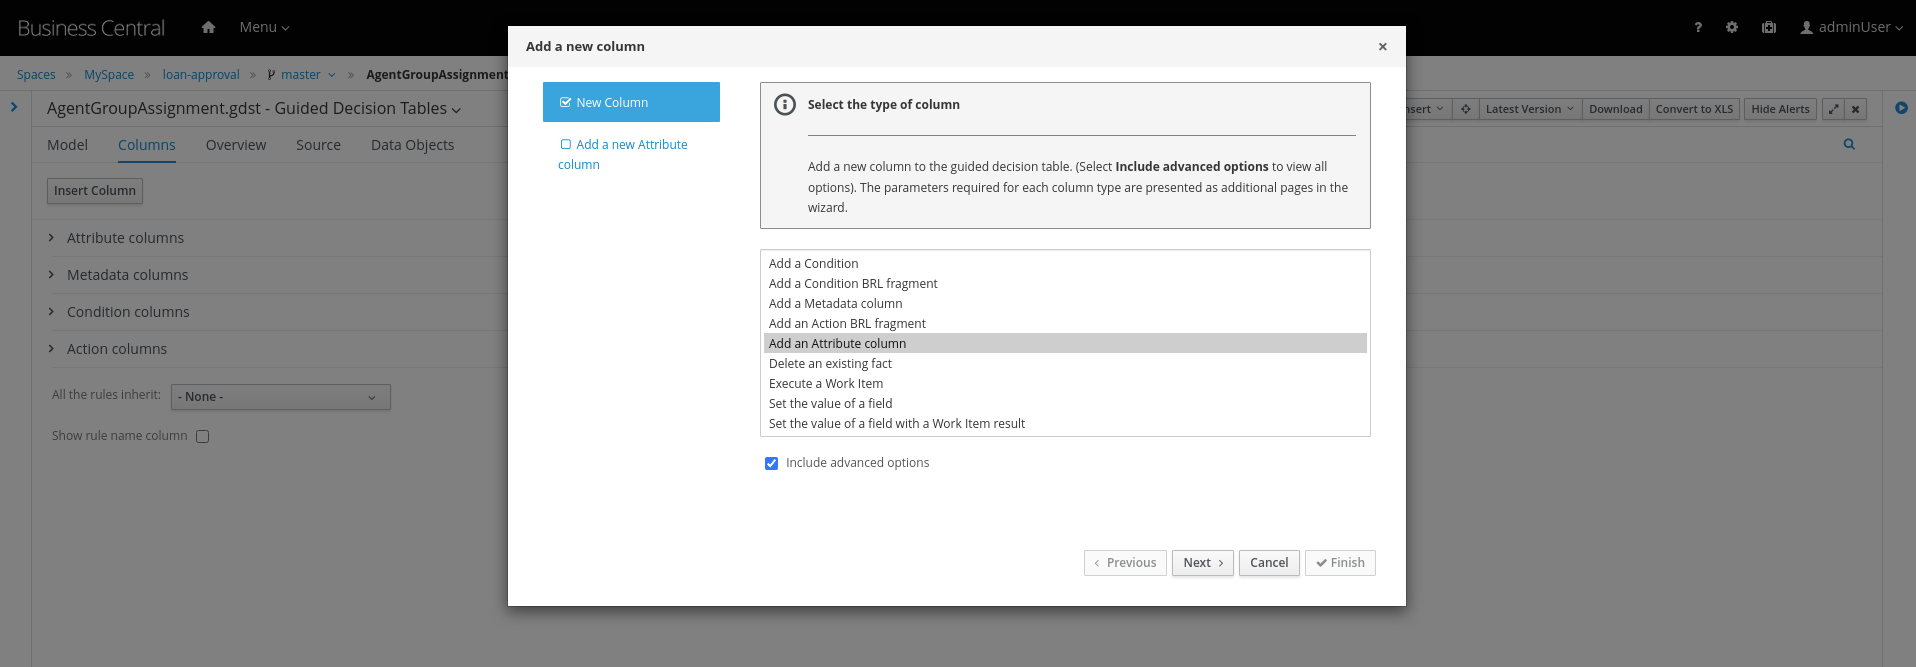 Business Central
Menu
?
adminUser
Spaces » MySpace » loan-approval » master » AgentGroupAssignment
AgentGroupAssignment.gdst - Guided Decision Tables
Latest Version
Download
Convert to XLS
Hide Alerts
Model
Columns
Overview
Source
Data Objects
Insert Column
Attribute columns
Metadata columns
Condition columns
Action columns
All the rules inherit:
- None -
Show rule name column
Add a new column
×
New Column
Add a new Attribute
column
Select the type of column
Add a new column to the guided decision table. (Select Include advanced options to view all
options). The parameters required for each column type are presented as additional pages in the
wizard.
Add a Condition
Add a Condition BRL fragment
Add a Metadata column
Add an Action BRL fragment
Add an Attribute column
Delete an existing fact
Execute a Work Item
Set the value of a field
Set the value of a field with a Work Item result
Include advanced options
Previous
Next
Cancel
Finish